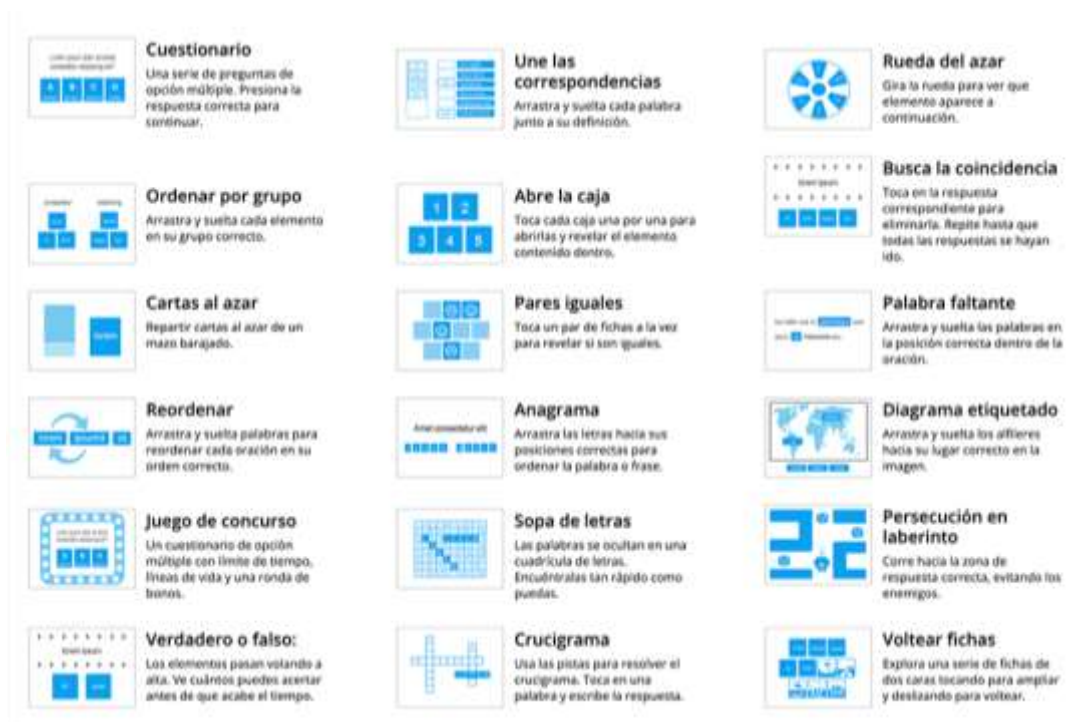 Cuestionario
Una serie de preguntas de
opción múltiple. Presiona la
respuesta correcta para
continuar.
Une las
correspondencias
Arrastra y suelta cada palabra
junto a su definición.
Rueda del azar
Gira la rueda para ver que
elemento aparece a
continuación.
Ordenar por grupo
Arrastra y suelta cada elemento
en su grupo correcto.
1 2
3 4 5
Abre la caja
Toca cada caja una por una para
abrirlas y revelar el elemento
contenido dentro.
Busca la coincidencia
Toca en la respuesta
correspondiente para
eliminarla. Repite hasta que
todas las respuestas se hayan
ido.
Cartas al azar
Repartir cartas al azar de un
mazo barajado.
Pares iguales
Toca un par de fichas a la vez
para revelar si son iguales.
Palabra faltante
Arrastra y suelta las palabras en
la posición correcta dentro de la
oración.
Reordenar
Arrastra y suelta palabras para
reordenar cada oración en su
orden correcto.
Anagrama
Arrastra las letras hacia sus
posiciones correctas para
ordenar la palabra o frase.
Diagrama etiquetado
Arrastra y suelta los alfileres
hacia su lugar correcto en la
imagen.
Juego de concurso
Un cuestionario de opción
múltiple con límite de tiempo,
líneas de vida y una ronda de
bonos.
Sopa de letras
Las palabras se ocultan en una
cuadrícula de letras.
Encuéntralas tan rápido como
puedas.
Persecución en
laberinto
Corre hacia la zona de
respuesta correcta, evitando los
enemigos.
Verdadero o falso:
Los elementos pasan volando a
alta. Ve cuántos puedes acertar
antes de que acabe el tiempo.
Crucigrama
Usa las pistas para resolver el
crucigrama. Toca en una
palabra y escribe la respuesta.
Voltear fichas
Explora una serie de fichas de
dos caras tocando para ampliar
y deslizando para voltear.